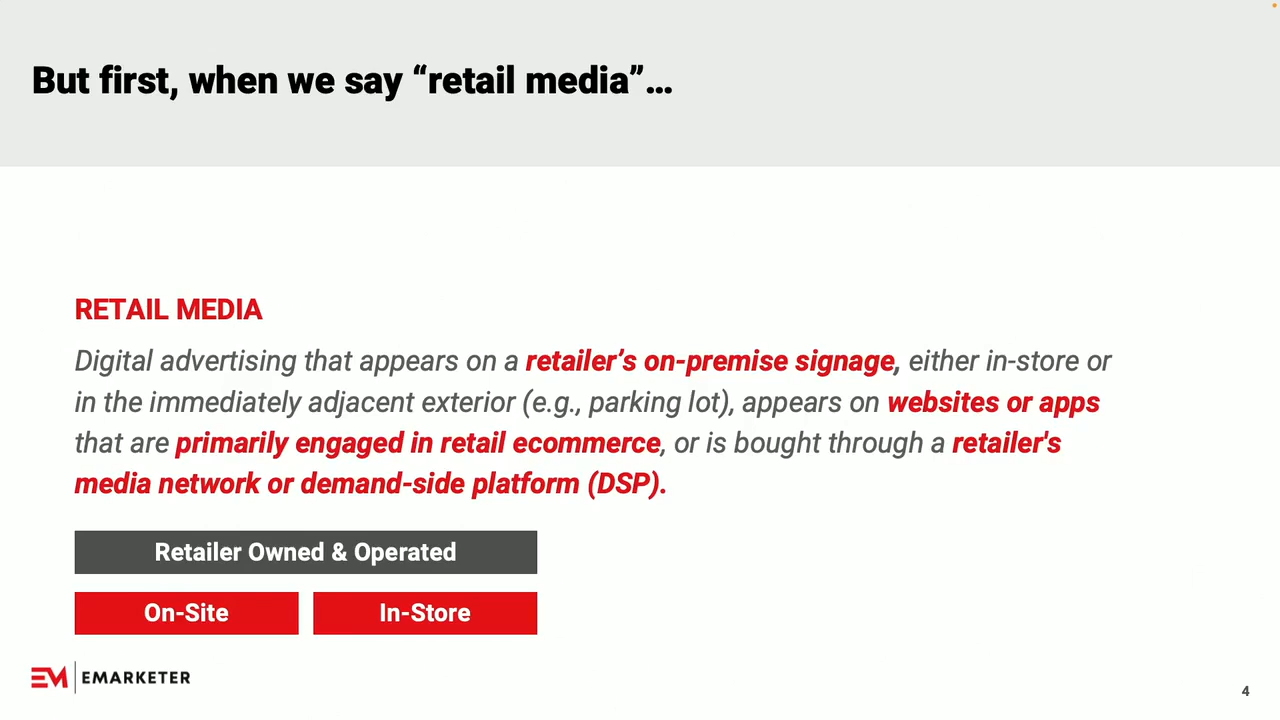 But first, when we say “retail media”…
RETAIL MEDIA
Digital advertising that appears on a retailer’s on-premise signage, either in-store or
in the immediately adjacent exterior (e.g., parking lot), appears on websites or apps
that are primarily engaged in retail ecommerce, or is bought through a retailer's
media network or demand-side platform (DSP).
Retailer Owned & Operated
On-Site
In-Store
EM EMARKETER
4